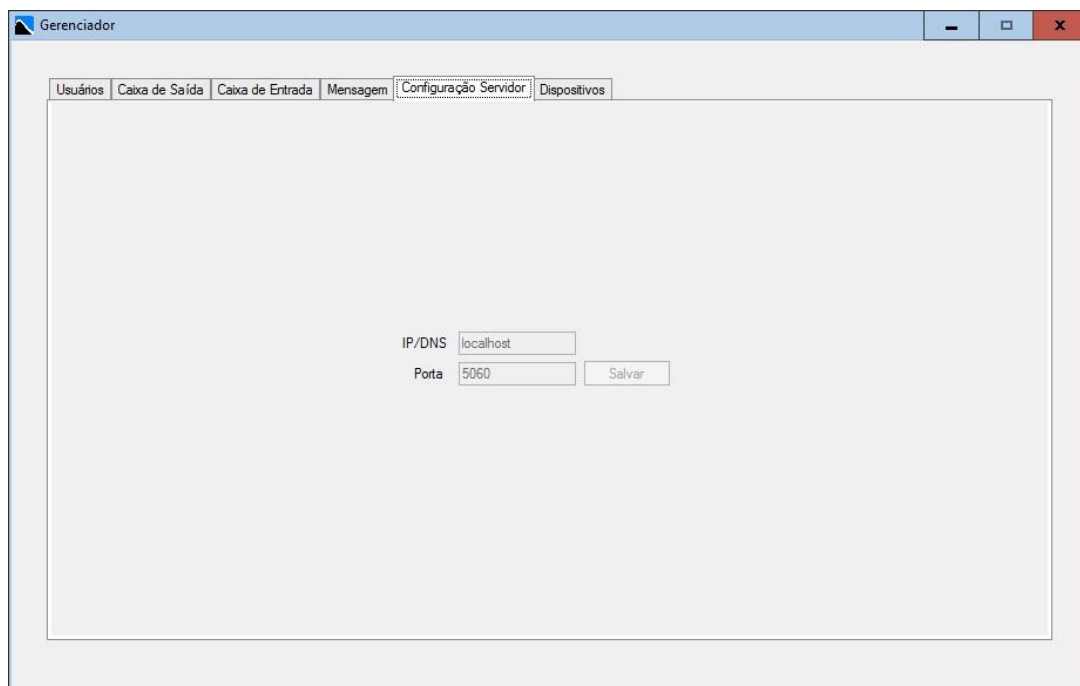 Gerenciador
Usuários Caixa de Saída Caixa de Entrada Mensagem Configuração Servidor Dispositivos
IP/DNS localhost
Porta 5060 Salvar